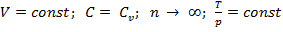 V = const; C = C_v; n → ∞; T/p = const